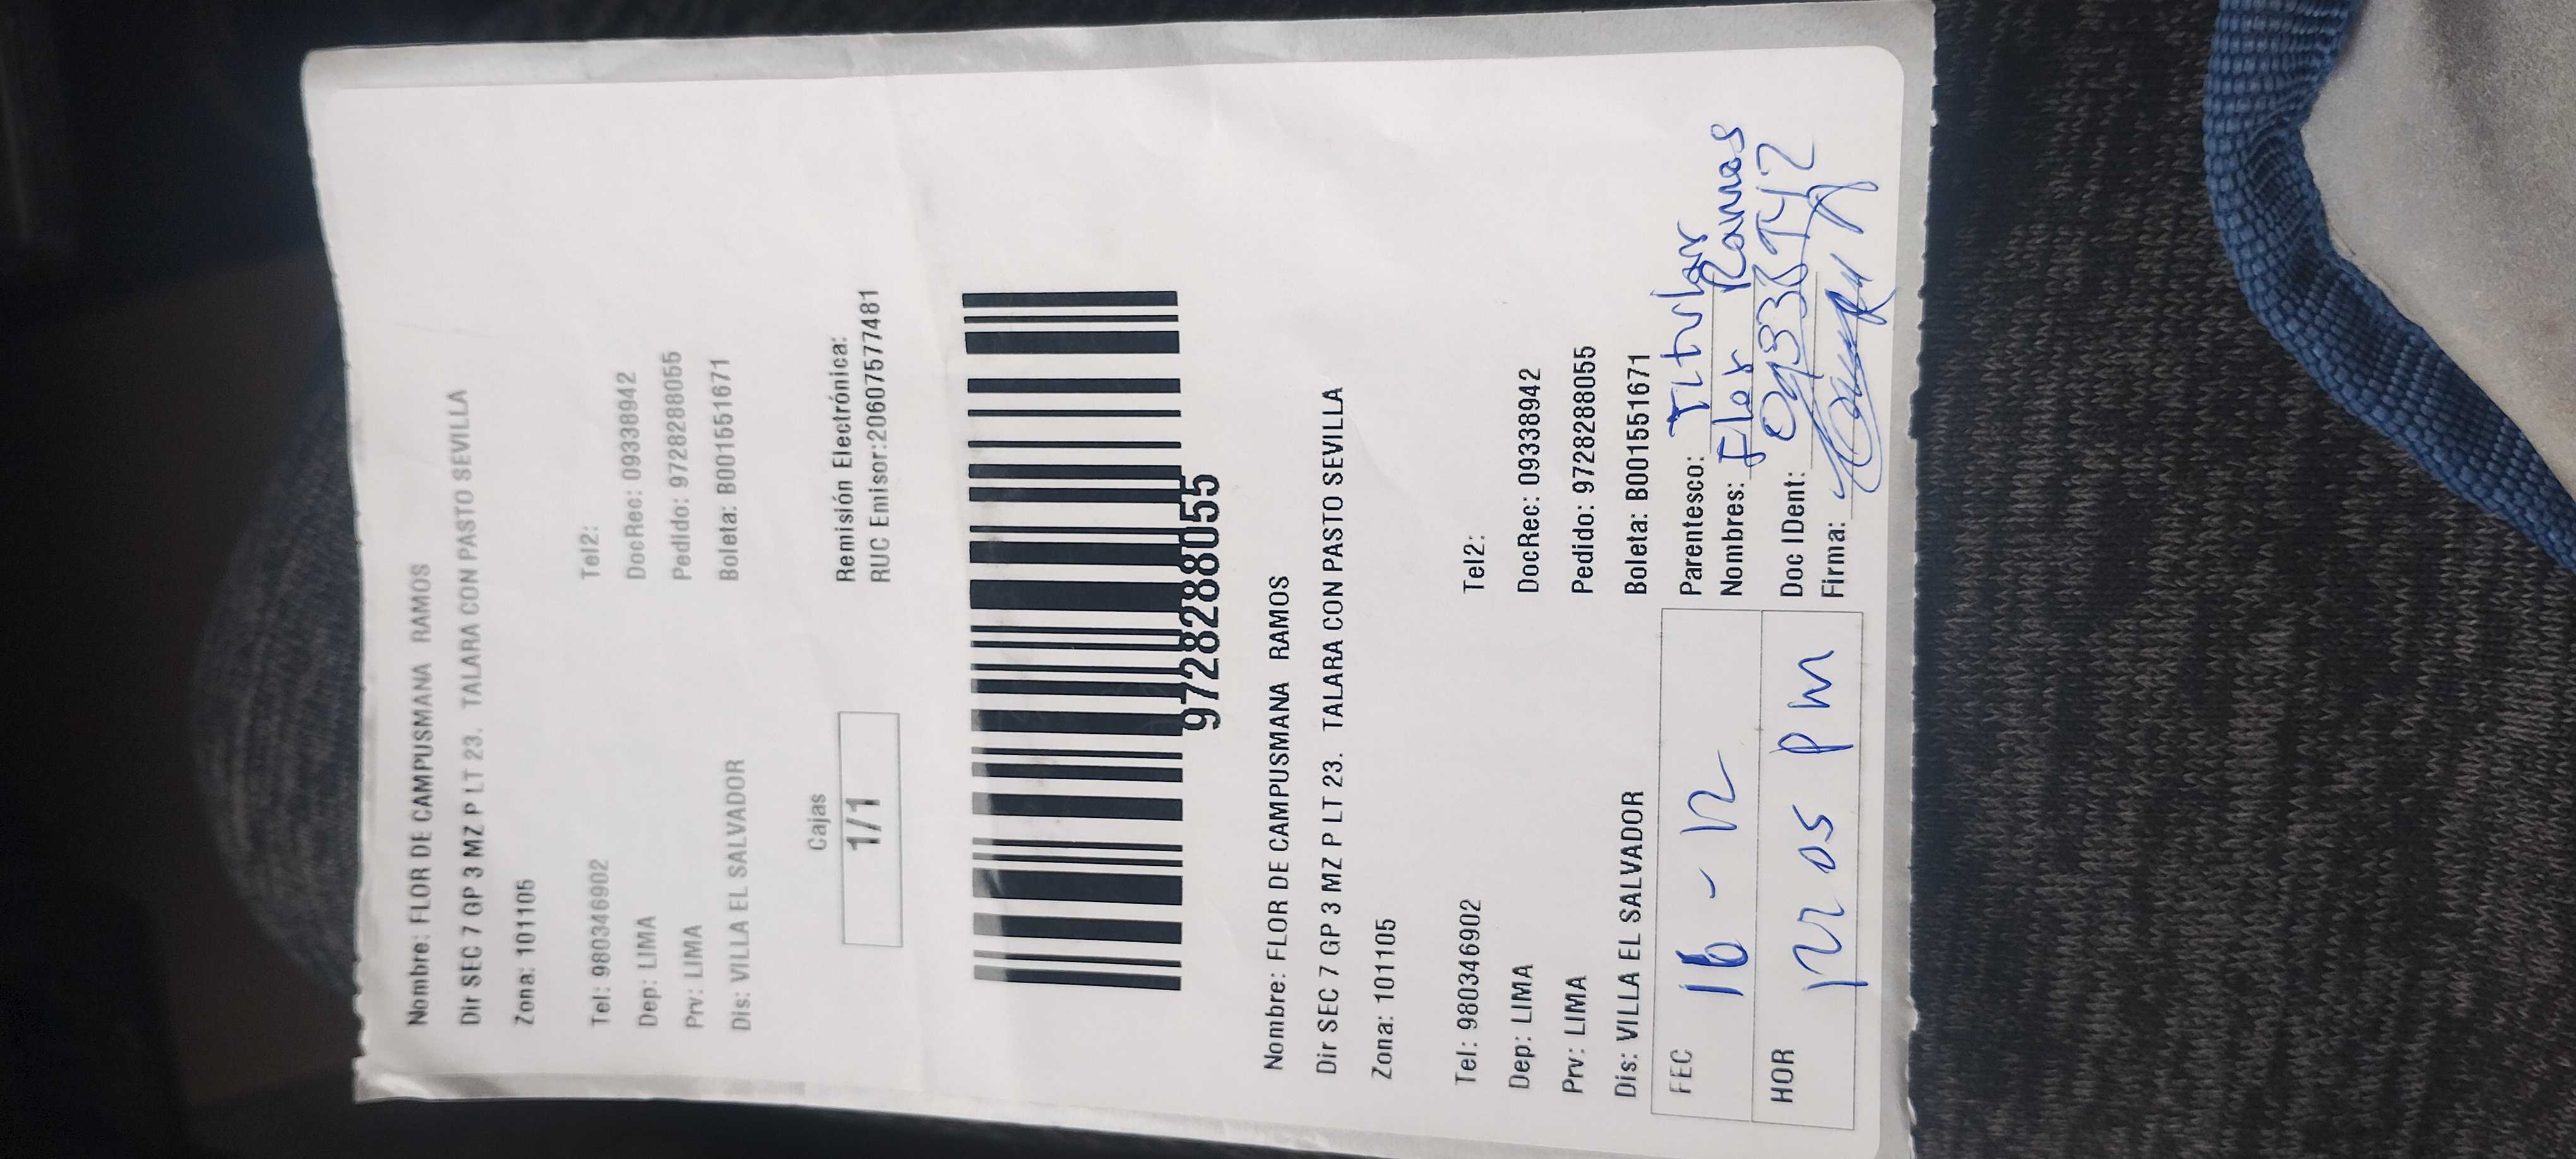 Nombre: FLOR DE CAMPUSMANA RAMOS
Dir SEC 7 GP 3 MZ P LT 23. TALARA CON PASTO SEVILLA
Zona: 101105
Tel: 980346902 Tel2:
Dep: LIMA DocRec: 09338942
Prv: LIMA Pedido: 9728288055
Dis: VILLA EL SALVADOR Boleta: B001551671
Cajas
1/1
Remisión Electrónica:
RUC Emisor:20607577481
9728288055
Nombre: FLOR DE CAMPUSMANA RAMOS
Dir SEC 7 GP 3 MZ P LT 23. TALARA CON PASTO SEVILLA
Zona: 101105
Tel: 980346902 Tel2:
Dep: LIMA DocRec: 09338942
Prv: LIMA Pedido: 9728288055
Dis: VILLA EL SALVADOR Boleta: B001551671
FEC 16-12
HOR 12 05 PM
Parentesco: Titular
Nombres: Flor Ramos
Doc IDent:
Firma: